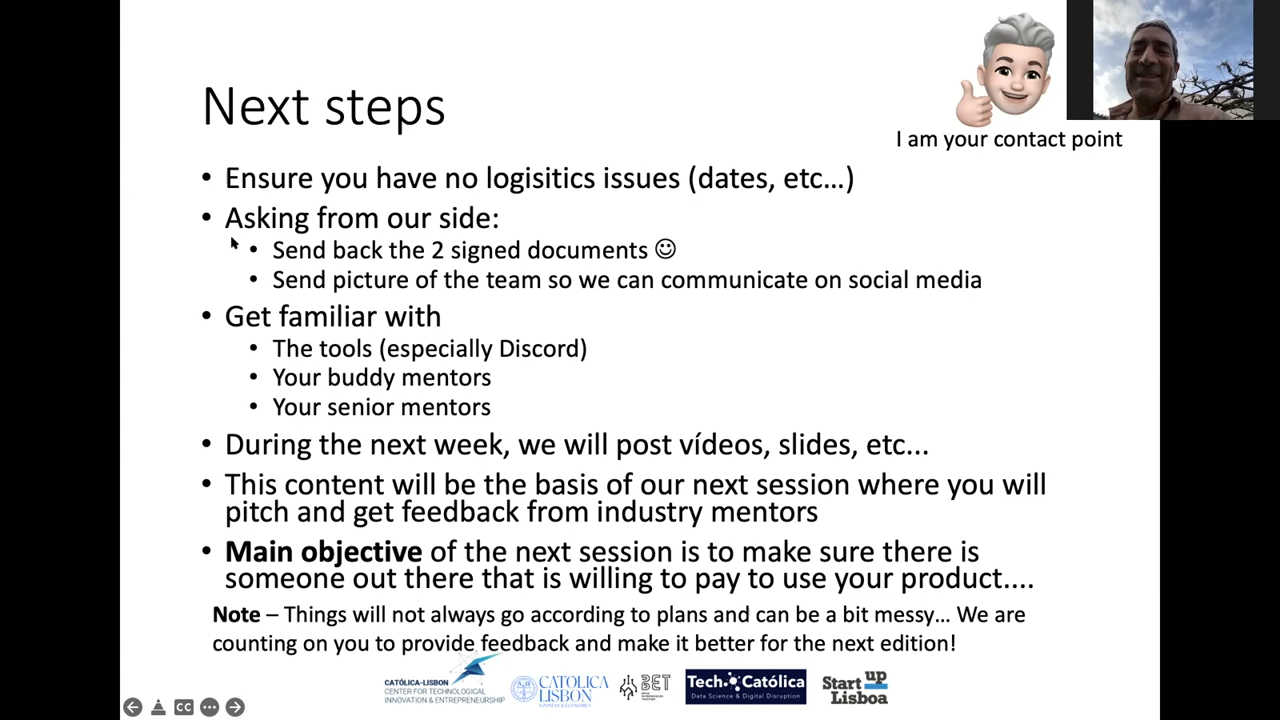 Next steps
I am your contact point
• Ensure you have no logisitics issues (dates, etc…)
• Asking from our side:
• Send back the 2 signed documents ☺
• Send picture of the team so we can communicate on social media
• Get familiar with
• The tools (especially Discord)
• Your buddy mentors
• Your senior mentors
• During the next week, we will post vídeos, slides, etc...
• This content will be the basis of our next session where you will
pitch and get feedback from industry mentors
• Main objective of the next session is to make sure there is
someone out there that is willing to pay to use your product....
Note – Things will not always go according to plans and can be a bit messy… We are
counting on you to provide feedback and make it better for the next edition!
CATÓLICA-LISBON
CENTER FOR TECHNOLOGICAL
INNOVATION & ENTREPRENEURSHIP
CATOLICA
LISBON
BUSINESS & ECONOMICS
BET
Tech Católica
Data Science & Digital Disruption
Start up
Lisboa
CC